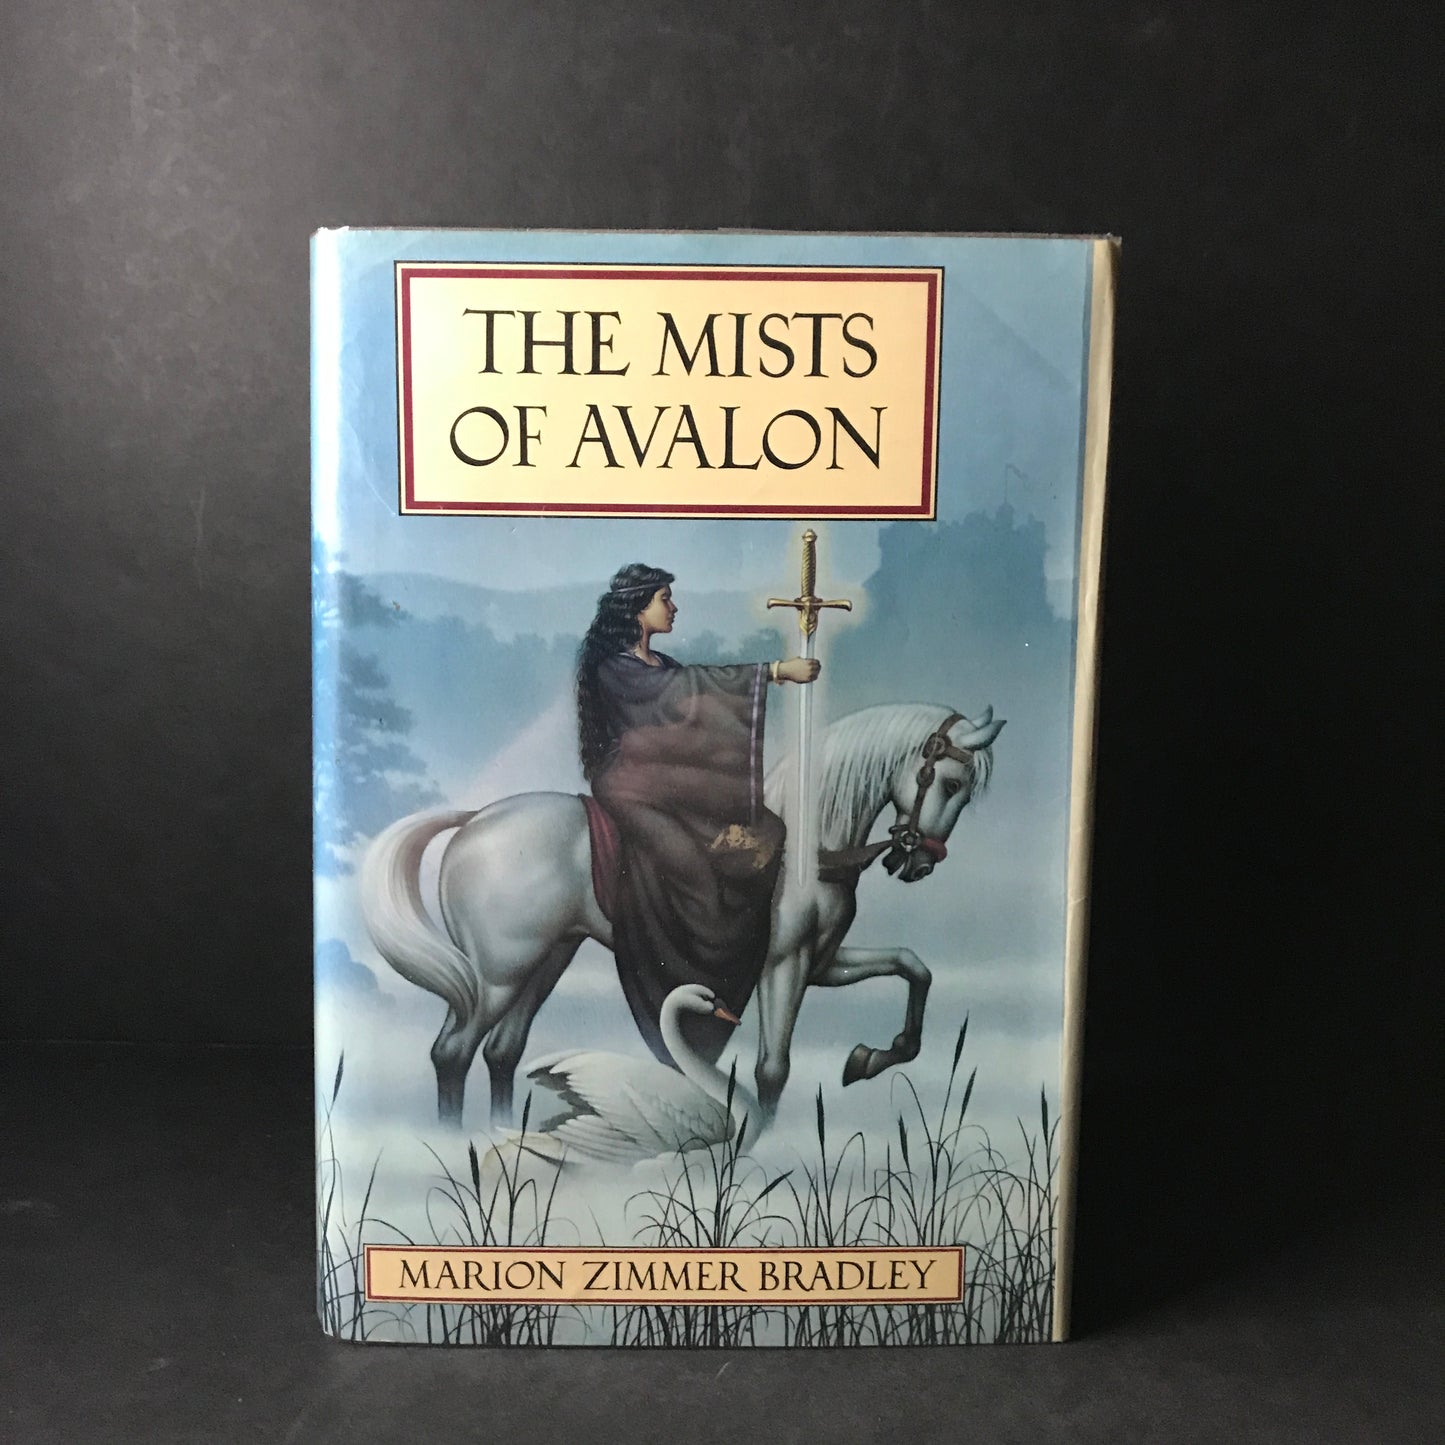 THE MISTS
OF AVALON
MARION ZIMMER BRADLEY